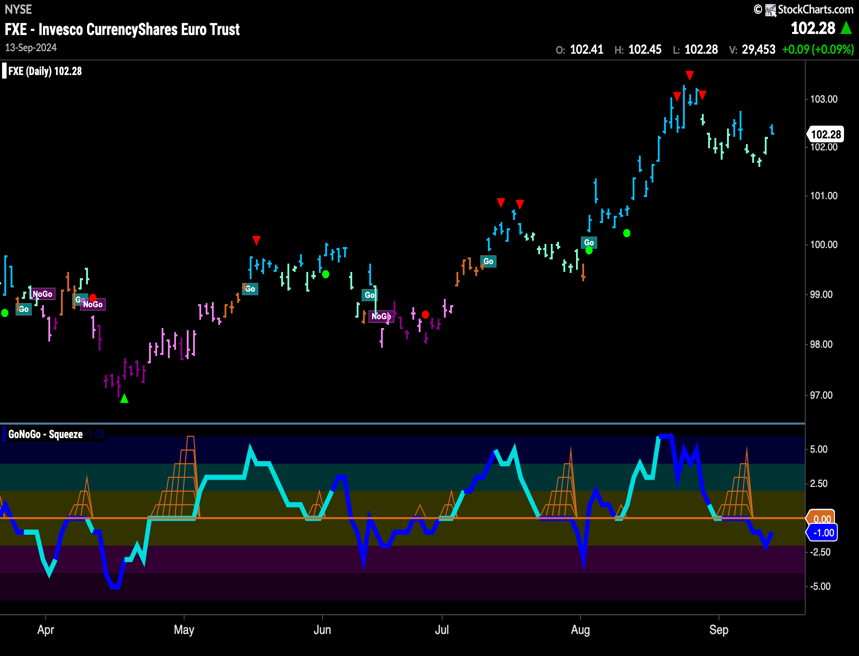 NYSE
© StockCharts.com
FXE - Invesco CurrencyShares Euro Trust
102.28
13-Sep-2024
O: 102.41 H: 102.45 L: 102.28 V: 29,453 +0.09 (+0.09%)
FXE (Daily) 102.28
103.00
102.28
102.00
101.00
100.00
99.00
98.00
97.00
Go
NoGo
G
NoGo
Go
Go
NoGo
Go
Go
GoNoGo - Squeeze
5.00
2.50
0.00
-1.00
-2.50
-5.00
Apr May Jun Jul Aug Sep